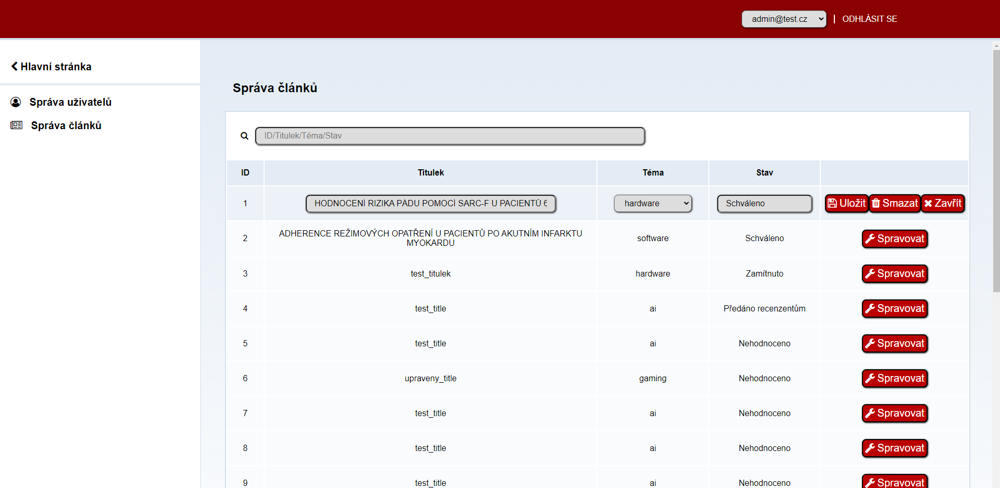 admin@test.cz | ODHLÁSIT SE
Hlavní stránka
Správa uživatelů
Správa článků
Správa článků
ID/Titulek/Téma/Stav
ID Titulek Téma Stav
1 HODNOCENÍ RIZIKA PÁDU POMOCÍ SARC-F U PACIENTŮ 6 hardware Schváleno Uložit Smazat Zavřít
2 ADHERENCE REŽIMOVÝCH OPATŘENÍ U PACIENTŮ PO AKUTNÍM INFARKTU
MYOKARDU software Schváleno Spravovat
3 test_titulek hardware Zamítnuto Spravovat
4 test_title ai Předáno recenzentům Spravovat
5 test_title ai Nehodnoceno Spravovat
6 upraveny_title gaming Nehodnoceno Spravovat
7 test_title ai Nehodnoceno Spravovat
8 test_title ai Nehodnoceno Spravovat
9 test_title ai Nehodnoceno Spravovat